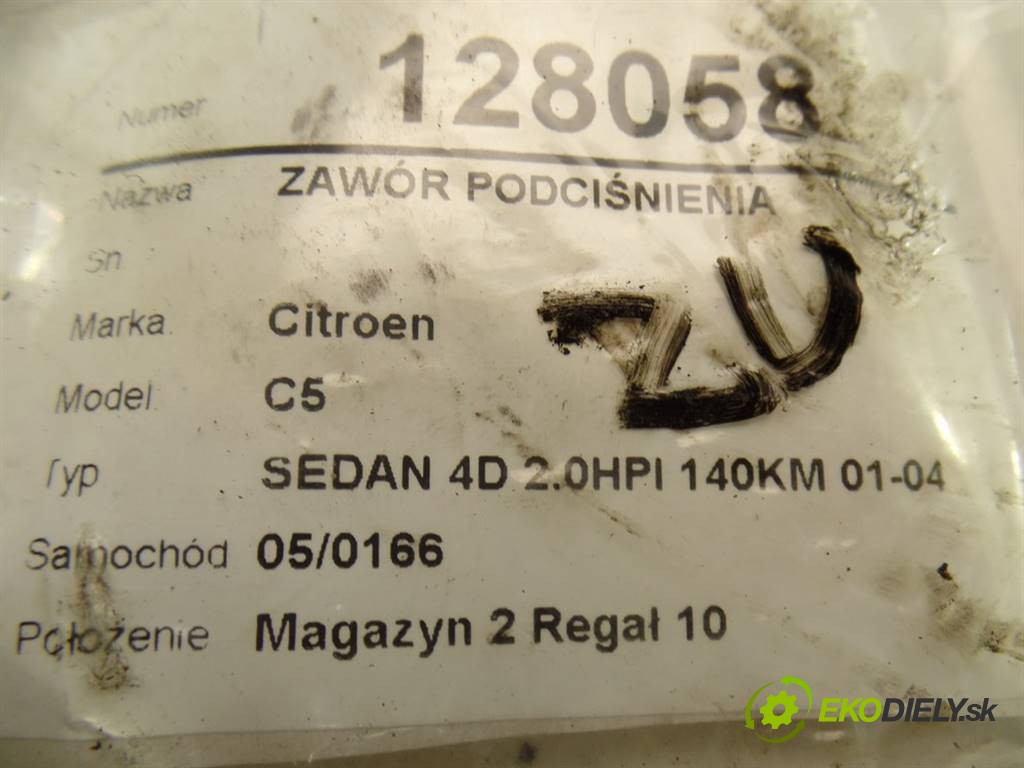 Numer 128058
Nazwa ZAWÓR PODCIŚNIENIA
Sn
Marka Citroen
ZU
Model C5
Typ SEDAN 4D 2.0HPI 140KM 01-04
Samochód 05/0166
Położenie Magazyn 2 Regał 10
EKODIELY.sk